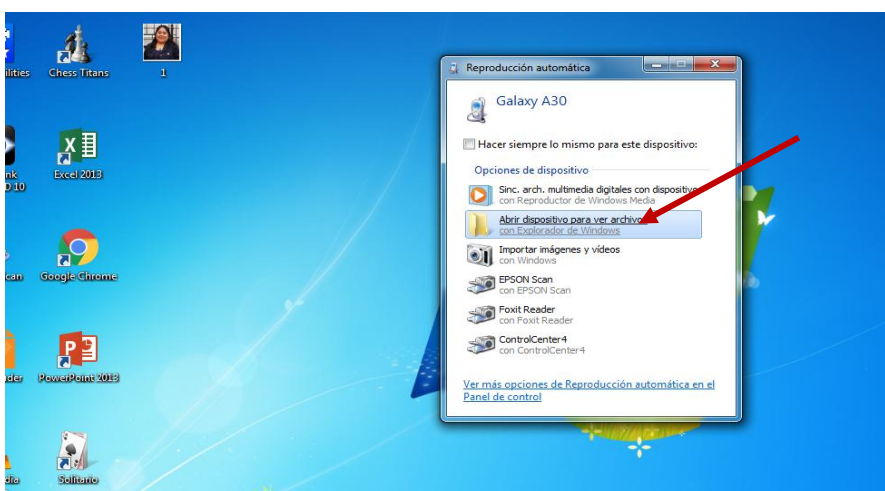 Chess Titans
1
Excel 2013
D 10
Google Chrome
PowerPoint 2013
Solitario
Reproducción automática
Galaxy A30
Hacer siempre lo mismo para este dispositivo:
Opciones de dispositivo
Sinc. arch. multimedia digitales con dispositivo
con Reproductor de Windows Media
Abrir dispositivo para ver archivo
con Explorador de Windows
Importar imágenes y vídeos
con Windows
EPSON Scan
con EPSON Scan
Foxit Reader
con Foxit Reader
ControlCenter4
con ControlCenter4
Ver más opciones de Reproducción automática en el
Panel de control